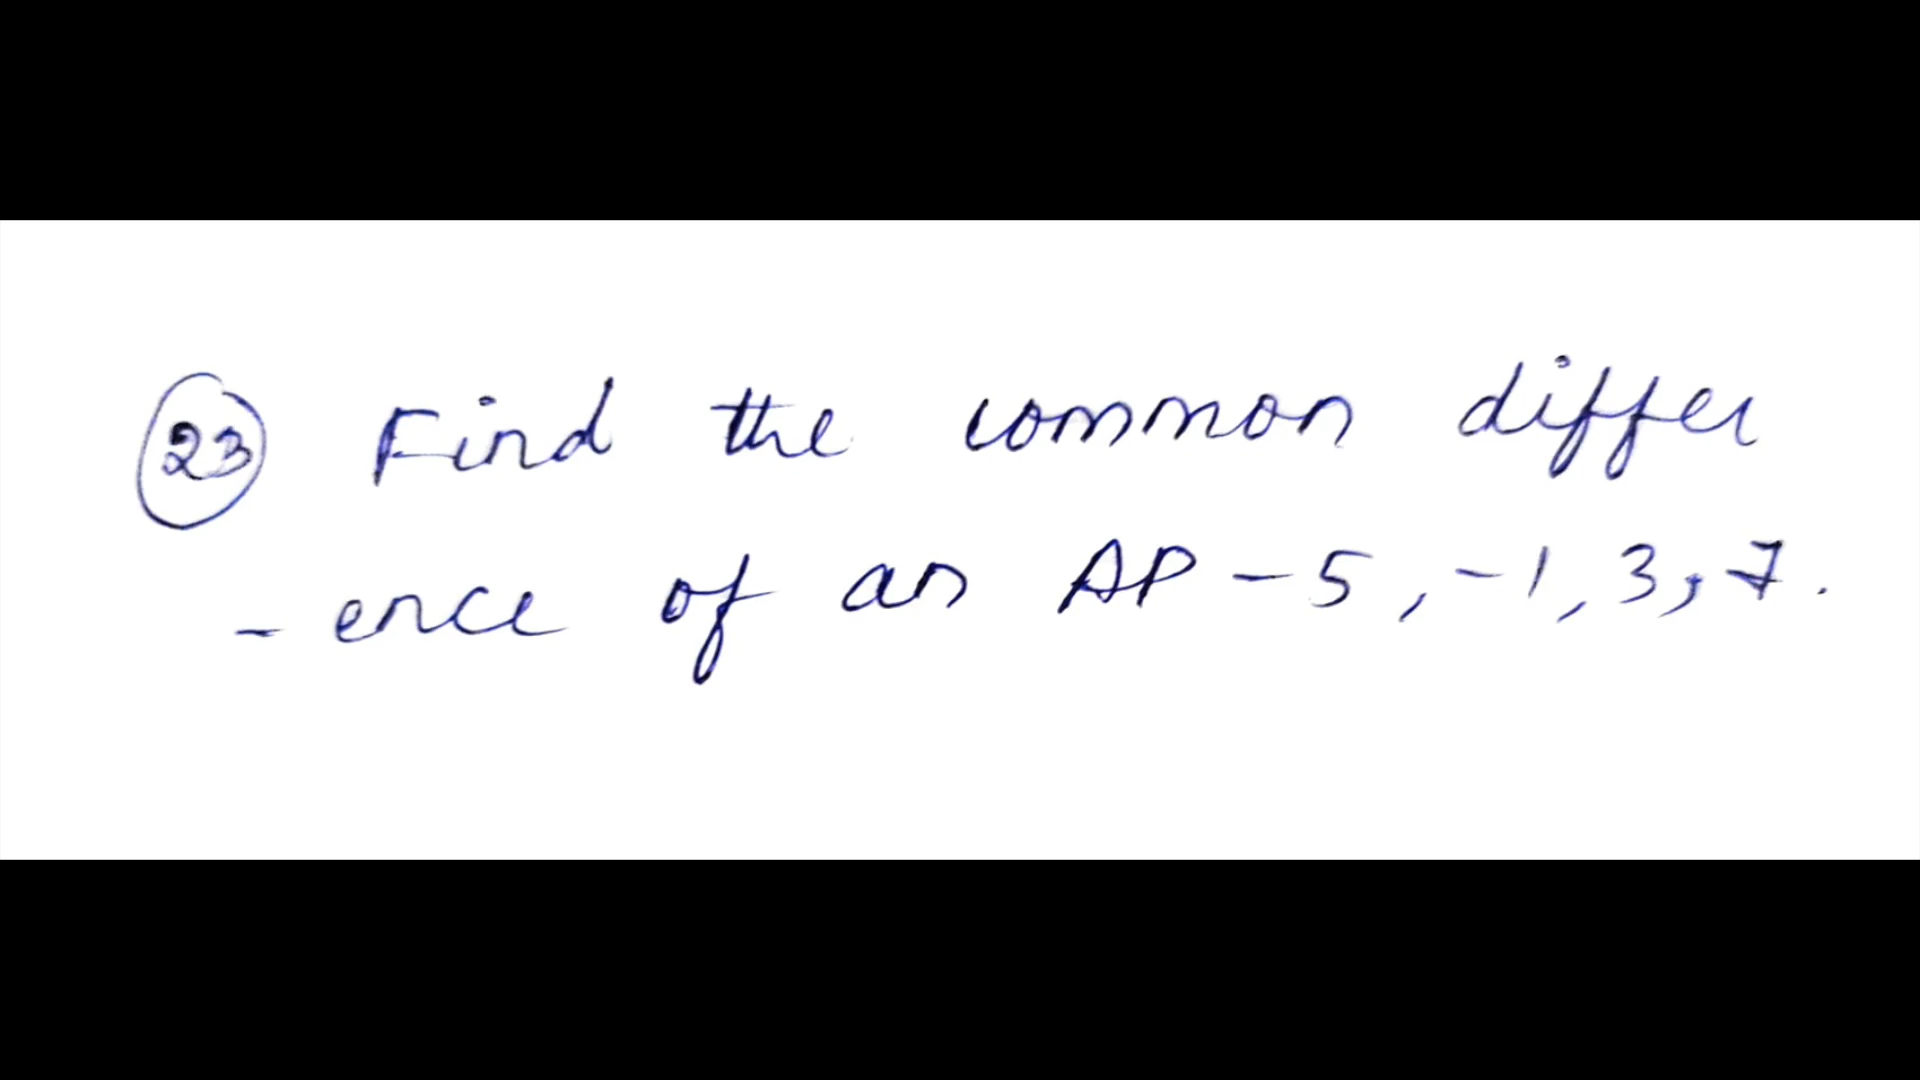 23 Find the common differ
- ence of an AP - 5, -1, 3, 7.